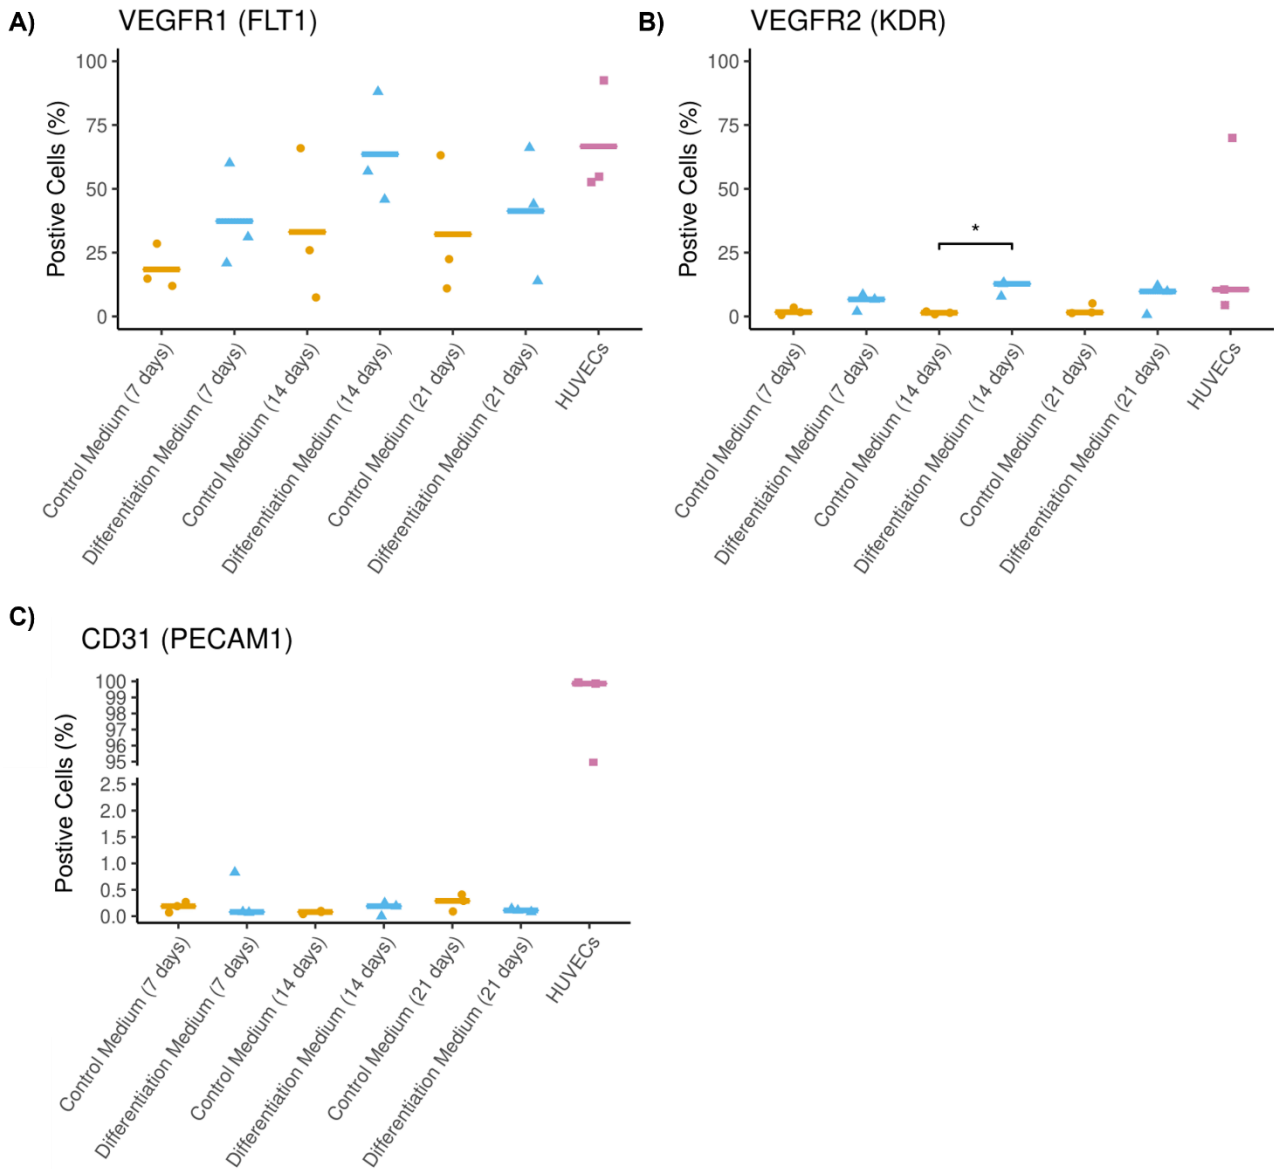 A)
VEGFR1 (FLT1)
Postive Cells (%)
100
75
50
25
0
Control Medium (7 days)
Differentiation Medium (7 days)
Control Medium (14 days)
Differentiation Medium (14 days)
Control Medium (21 days)
Differentiation Medium (21 days)
HUVECs
B)
VEGFR2 (KDR)
Postive Cells (%)
100
75
50
25
0
*
Control Medium (7 days)
Differentiation Medium (7 days)
Control Medium (14 days)
Differentiation Medium (14 days)
Control Medium (21 days)
Differentiation Medium (21 days)
HUVECs
C)
CD31 (PECAM1)
Postive Cells (%)
100
99
98
97
96
95
2.5
2.0
1.5
1.0
0.5
0.0
Control Medium (7 days)
Differentiation Medium (7 days)
Control Medium (14 days)
Differentiation Medium (14 days)
Control Medium (21 days)
Differentiation Medium (21 days)
HUVECs